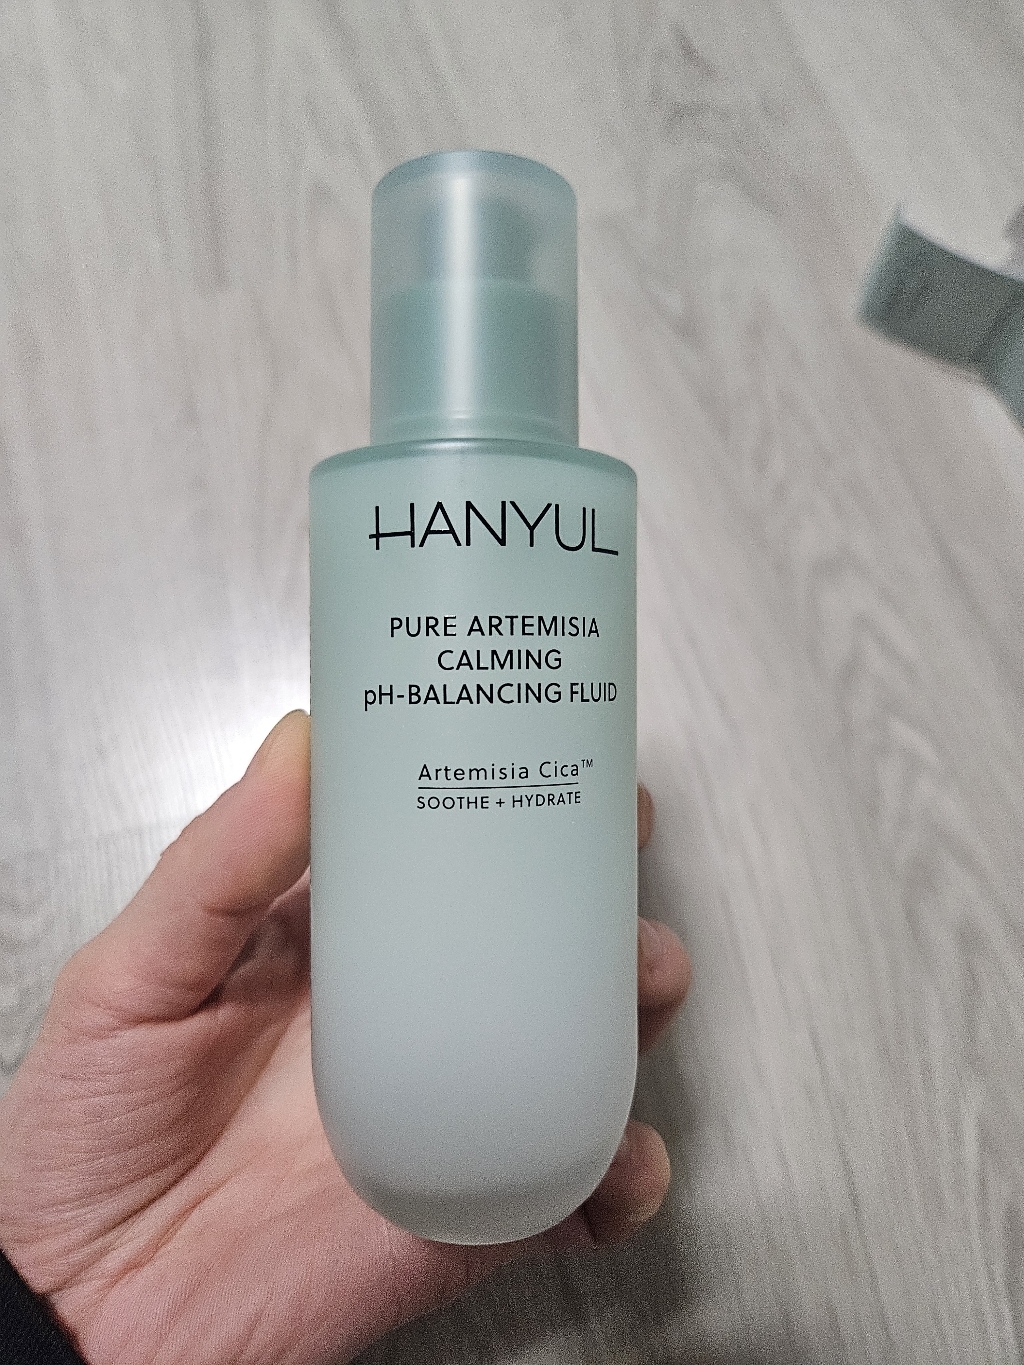 HANYUL
PURE ARTEMISIA
CALMING
pH-BALANCING FLUID
Artemisia Cica™
SOOTHE + HYDRATE